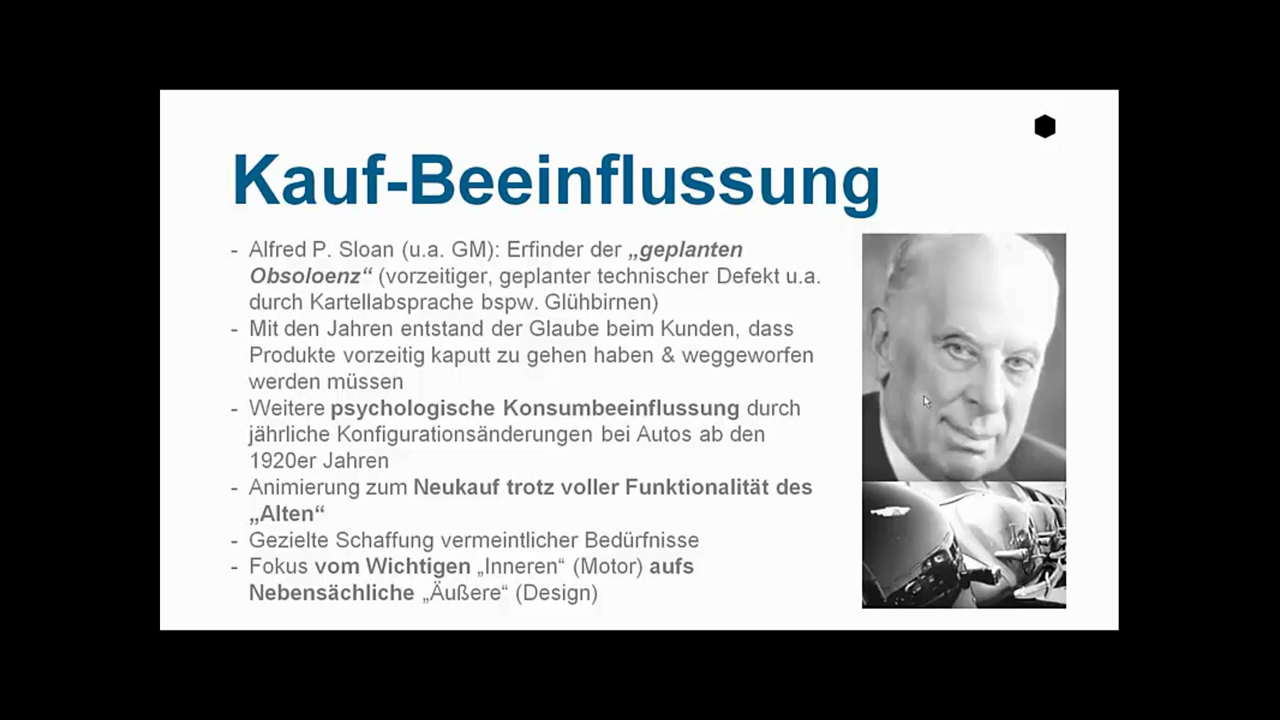 Kauf-Beeinflussung
- Alfred P. Sloan (u.a. GM): Erfinder der „geplanten
Obsoloenz“ (vorzeitiger, geplanter technischer Defekt u.a.
durch Kartellabsprache bspw. Glühbirnen)
- Mit den Jahren entstand der Glaube beim Kunden, dass
Produkte vorzeitig kaputt zu gehen haben & weggeworfen
werden müssen
- Weitere psychologische Konsumbeeinflussung durch
jährliche Konfigurationsänderungen bei Autos ab den
1920er Jahren
- Animierung zum Neukauf trotz voller Funktionalität des
„Alten“
- Gezielte Schaffung vermeintlicher Bedürfnisse
- Fokus vom Wichtigen „Inneren“ (Motor) aufs
Nebensächliche „Äußere“ (Design)